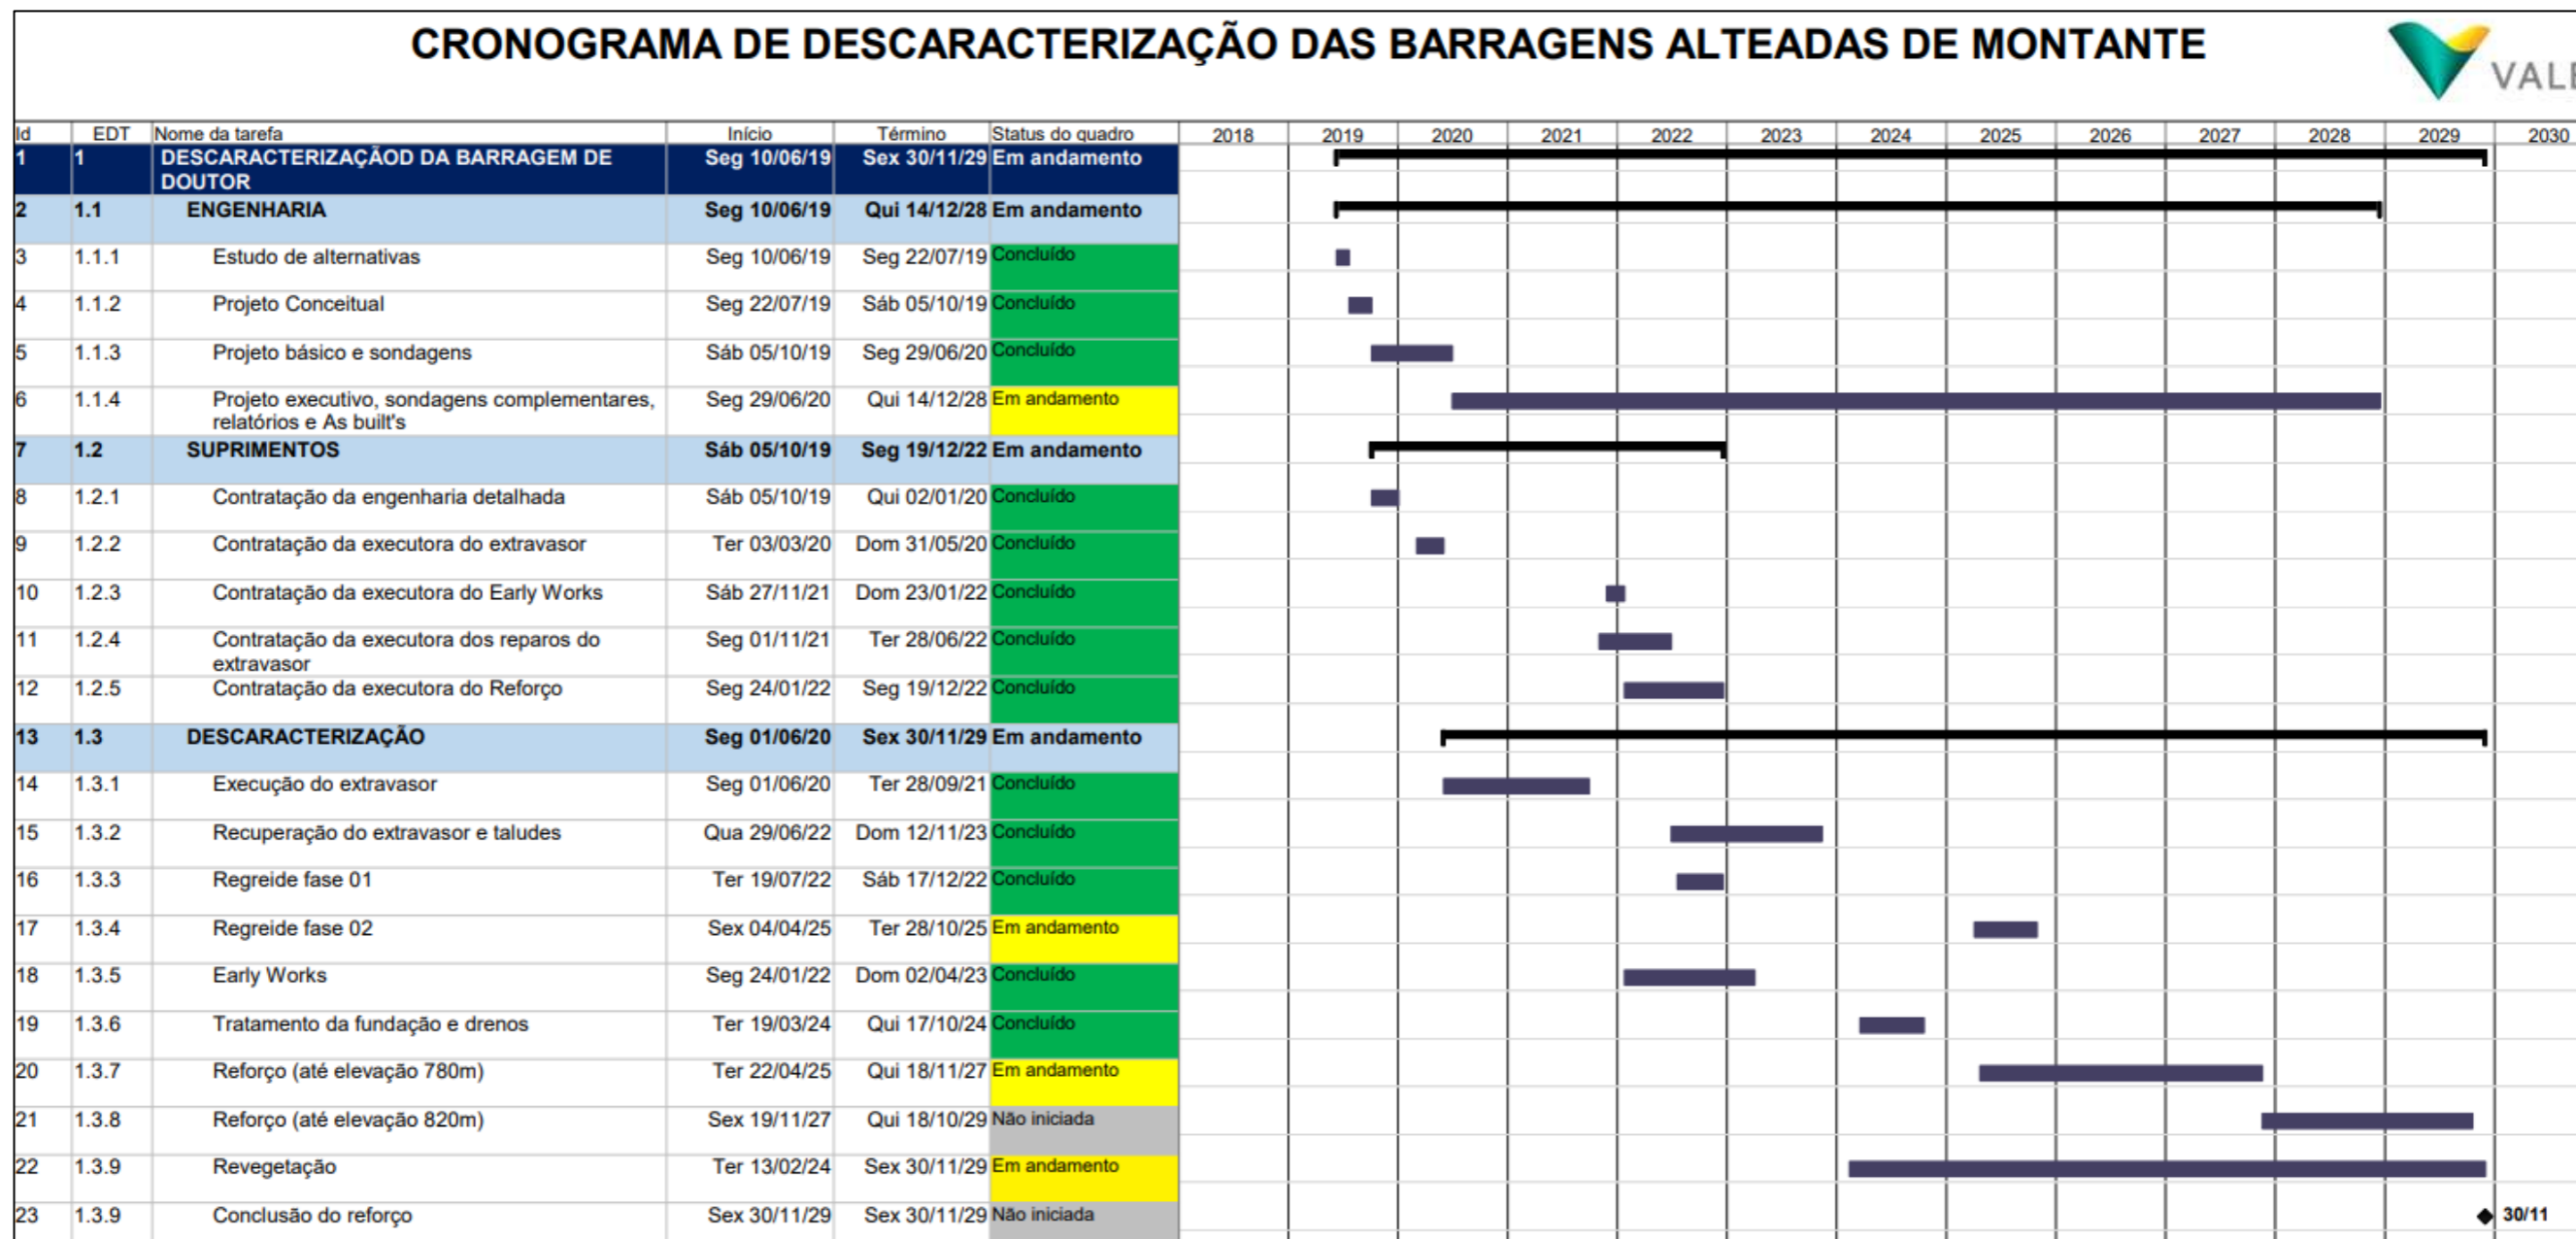 CRONOGRAMA DE DESCARACTERIZAÇÃO DAS BARRAGENS ALTEADAS DE MONTANTE
VALE
Id EDT Nome da tarefa Início Término Status do quadro 2018 2019 2020 2021 2022 2023 2024 2025 2026 2027 2028 2029 2030
1 1 DESCARACTERIZAÇÃOD DA BARRAGEM DE Seg 10/06/19 Sex 30/11/29 Em andamento
DOUTOR
2 1.1 ENGENHARIA Seg 10/06/19 Qui 14/12/28 Em andamento
3 1.1.1 Estudo de alternativas Seg 10/06/19 Seg 22/07/19 Concluído
4 1.1.2 Projeto Conceitual Seg 22/07/19 Sáb 05/10/19 Concluído
5 1.1.3 Projeto básico e sondagens Sáb 05/10/19 Seg 29/06/20 Concluído
6 1.1.4 Projeto executivo, sondagens complementares, Seg 29/06/20 Qui 14/12/28 Em andamento
relatórios e As built's
7 1.2 SUPRIMENTOS Sáb 05/10/19 Seg 19/12/22 Em andamento
8 1.2.1 Contratação da engenharia detalhada Sáb 05/10/19 Qui 02/01/20 Concluído
9 1.2.2 Contratação da executora do extravasor Ter 03/03/20 Dom 31/05/20 Concluído
10 1.2.3 Contratação da executora do Early Works Sáb 27/11/21 Dom 23/01/22 Concluído
11 1.2.4 Contratação da executora dos reparos do Seg 01/11/21 Ter 28/06/22 Concluído
extravasor
12 1.2.5 Contratação da executora do Reforço Seg 24/01/22 Seg 19/12/22 Concluído
13 1.3 DESCARACTERIZAÇÃO Seg 01/06/20 Sex 30/11/29 Em andamento
14 1.3.1 Execução do extravasor Seg 01/06/20 Ter 28/09/21 Concluído
15 1.3.2 Recuperação do extravasor e taludes Qua 29/06/22 Dom 12/11/23 Concluído
16 1.3.3 Regreide fase 01 Ter 19/07/22 Sáb 17/12/22 Concluído
17 1.3.4 Regreide fase 02 Sex 04/04/25 Ter 28/10/25 Em andamento
18 1.3.5 Early Works Seg 24/01/22 Dom 02/04/23 Concluído
19 1.3.6 Tratamento da fundação e drenos Ter 19/03/24 Qui 17/10/24 Concluído
20 1.3.7 Reforço (até elevação 780m) Ter 22/04/25 Qui 18/11/27 Em andamento
21 1.3.8 Reforço (até elevação 820m) Sex 19/11/27 Qui 18/10/29 Não iniciada
22 1.3.9 Revegetação Ter 13/02/24 Sex 30/11/29 Em andamento
23 1.3.9 Conclusão do reforço Sex 30/11/29 Sex 30/11/29 Não iniciada 30/11